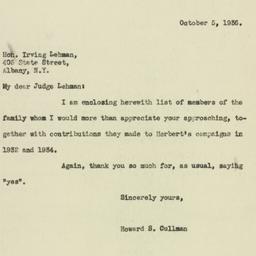 October 5, 1936.
Hon. Irving Lehman,
405 State Street,
Albany, N.Y.
My dear Judge Lehman:
I am enclosing herewith list of members of the
family whom I would more than appreciate your approaching, to-
gether with contributions they made to Herbert's campaigns in
1932 and 1934.
Again, thank you so much for, as usual, saying
"yes".
Sincerely yours,
Howard S. Cullman